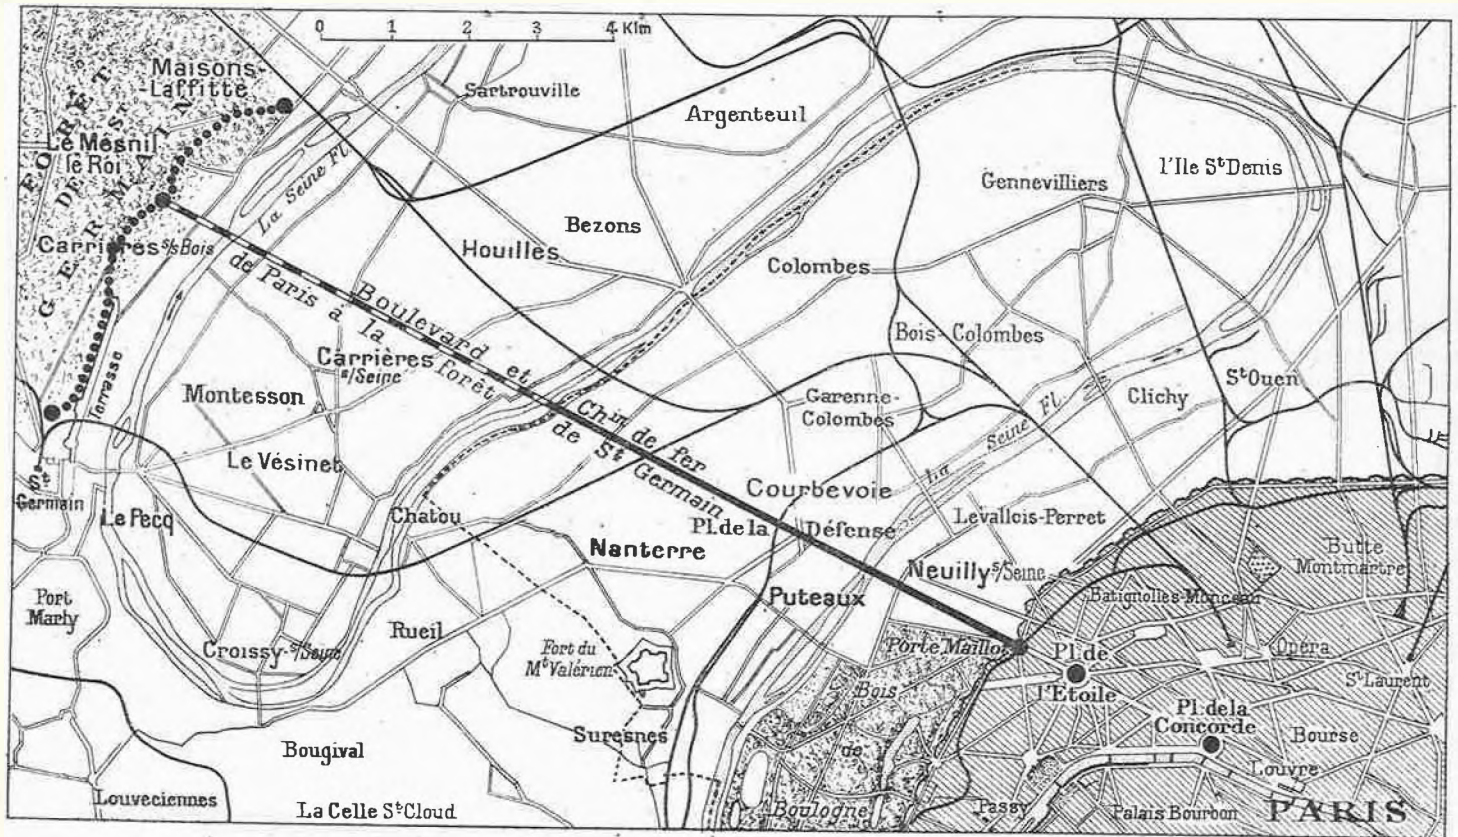 0 1 2 3 4 Klm
Maisons-
Laffitte
Sartrouville
Argenteuil
FORÊT
DE St
GERMAIN
Le Mesnil
le Roi
La Seine Fl.
l'Ile St Denis
Gennevilliers
Bezons
Houilles
Colombes
Carrières s/s Bois
Boulevard et Chin de fer
de Paris à la forêt de St Germain
Bois-Colombes
Carrières
s/Seine
Terrasse
Montesson
Garenne-
Colombes
Clichy
St Ouen
Le Vésinet
La Seine Fl.
St
Germain
Le Pecq
Chatou
Courbevoie
Pl. de la Défense
Levallois-Perret
Nanterre
Neuilly s/Seine
Butte
Montmartre
Port
Marly
Puteaux
Batignolles-Monceau
Rueil
Croissy-s/Seine
Fort du
Mt Valérien
Porte Maillot
Pl. de
l'Etoile
Opéra
St Laurent
Bois
de
Boulogne
Pl. de la
Concorde
Bourse
Suresnes
Bougival
Louvre
Louveciennes
La Celle St Cloud
Passy
Palais Bourbon
PARIS